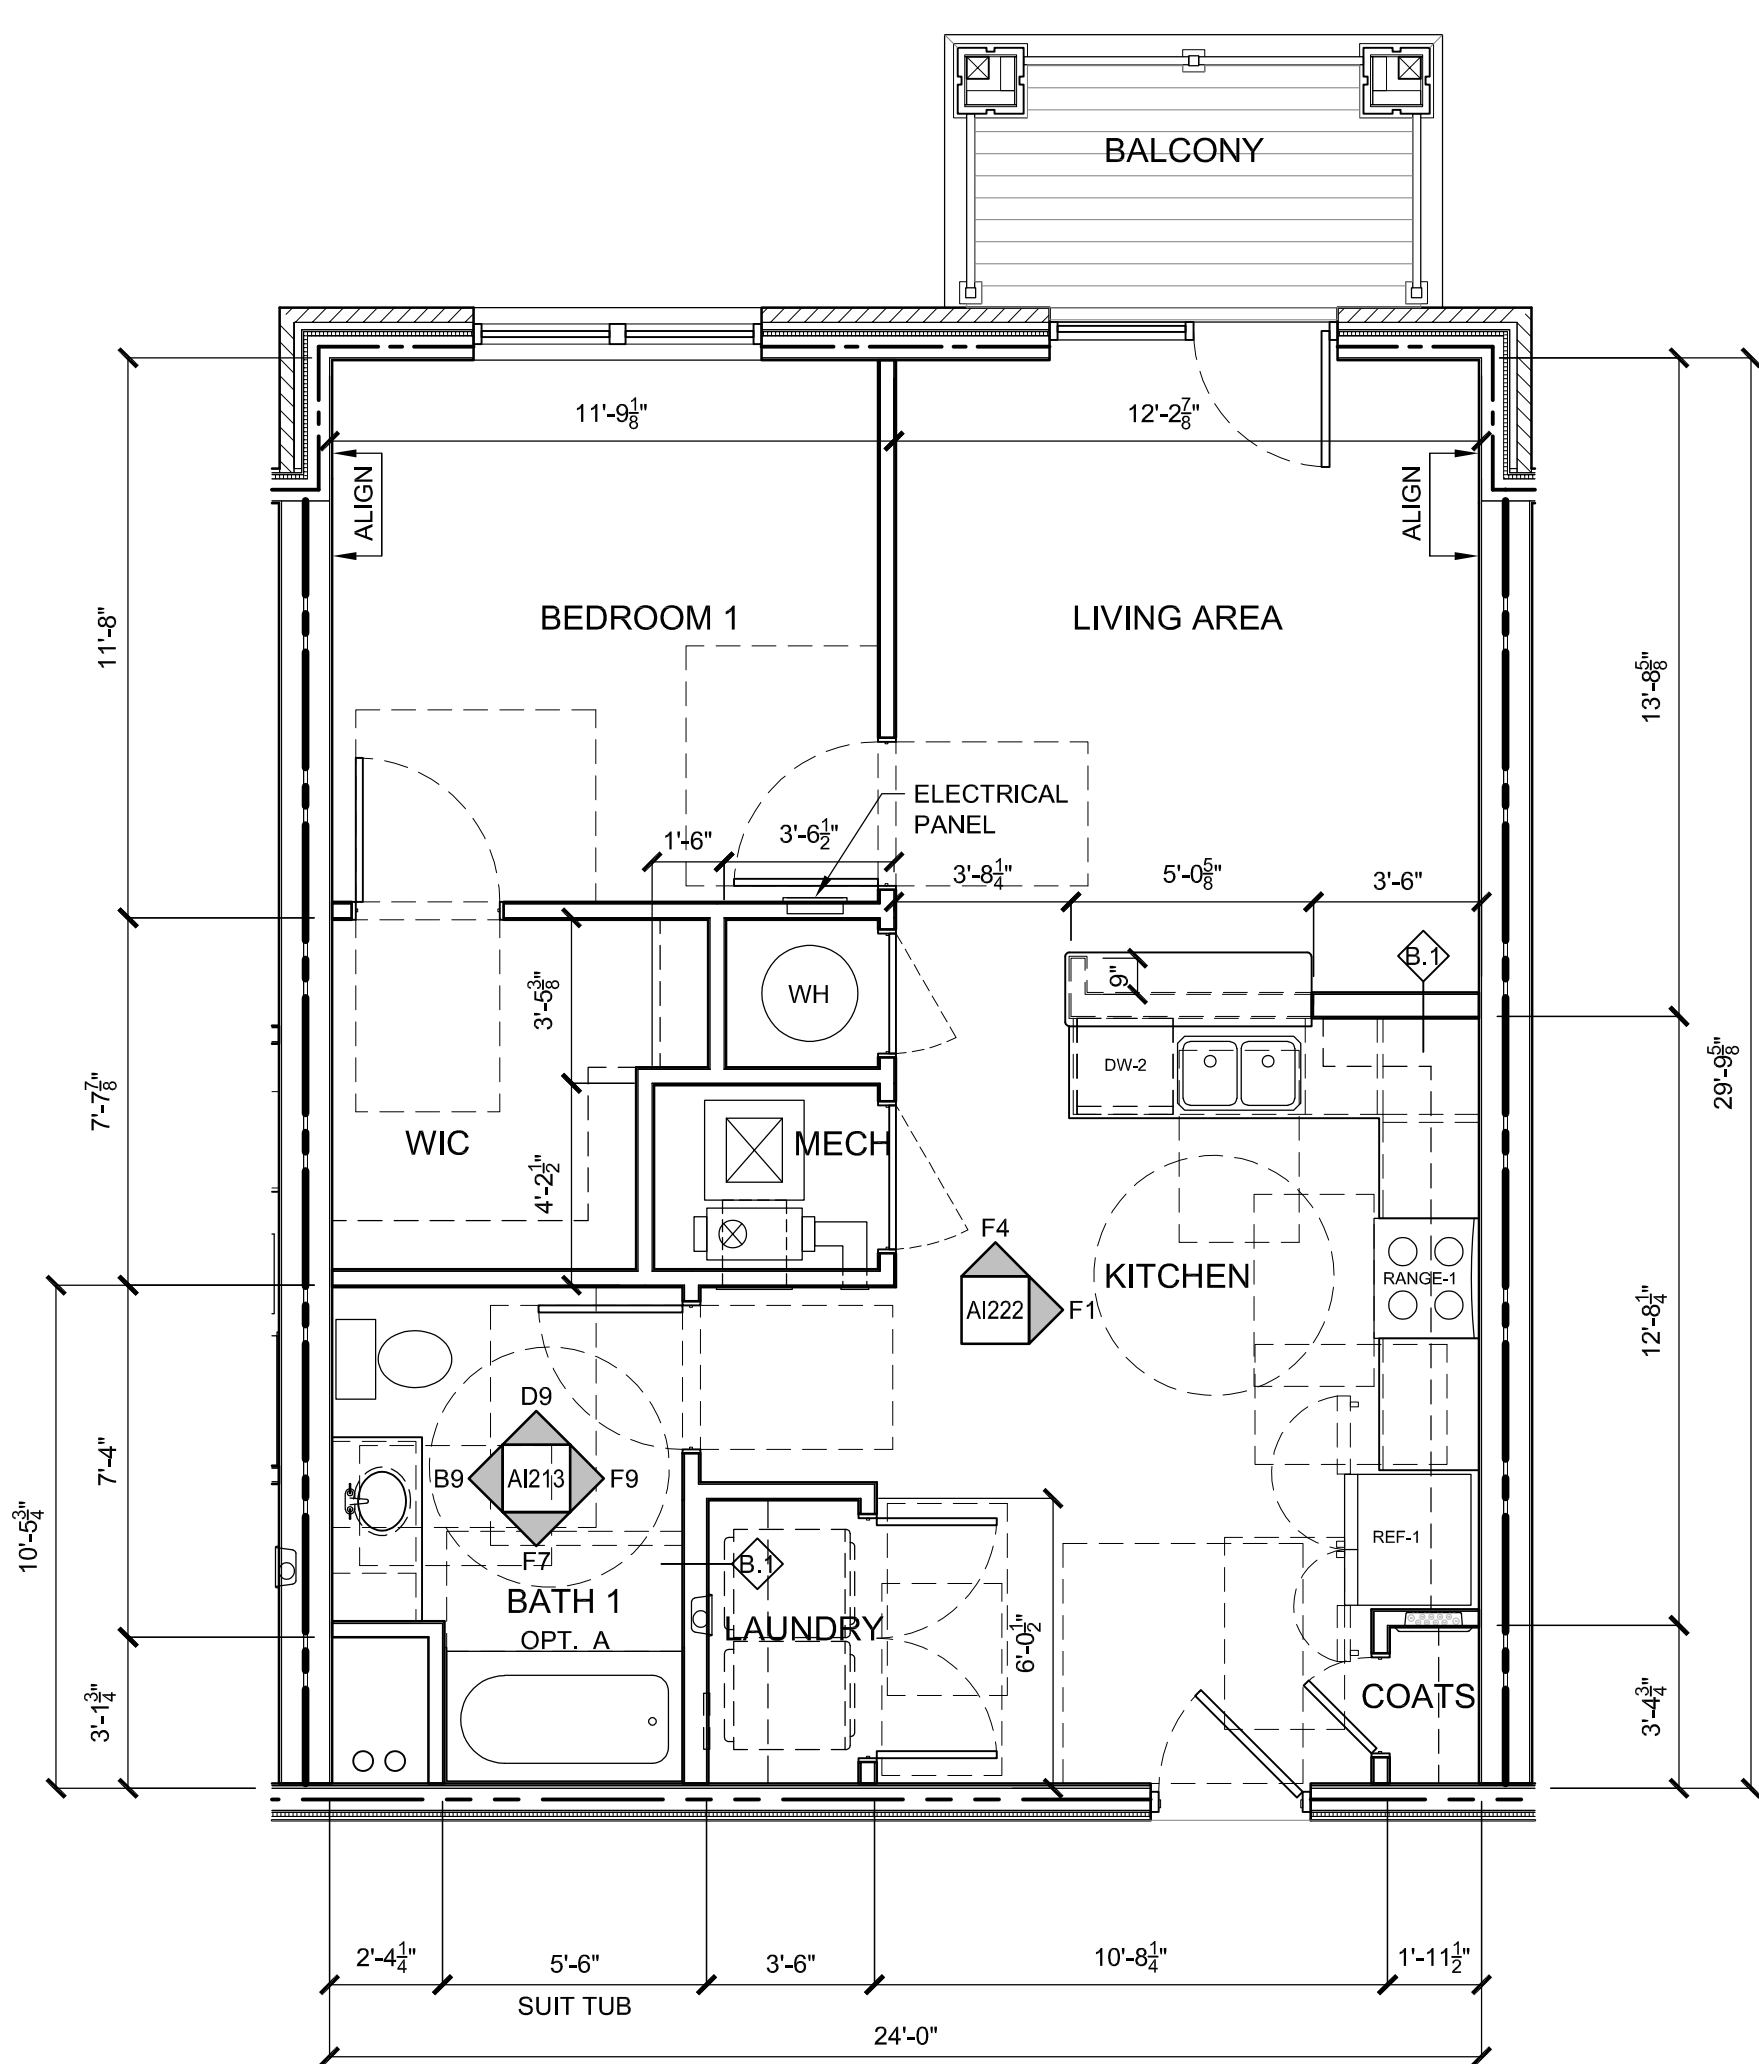 BALCONY
11'-9 1/8"
12'-2 7/8"
ALIGN
ALIGN
11'-8"
BEDROOM 1
LIVING AREA
13'-8 5/8"
ELECTRICAL
PANEL
1'-6"
3'-6 1/2"
3'-8 1/4"
5'-0 5/8"
3'-6"
B.1
9"
3'-5 3/8"
WH
DW-2
29'-9 5/8"
7'-7 7/8"
WIC
MECH
4'-2 1/2"
F4
KITCHEN
RANGE-1
AI222
F1
12'-8 1/4"
D9
7'-4"
B9
AI213
F9
10'-5 3/4"
F7
B.1
REF-1
BATH 1
OPT. A
LAUNDRY
6'-0 1/2"
3'-1 3/4"
COATS
3'-4 3/4"
2'-4 1/4"
5'-6"
3'-6"
10'-8 1/4"
1'-11 1/2"
SUIT TUB
24'-0"